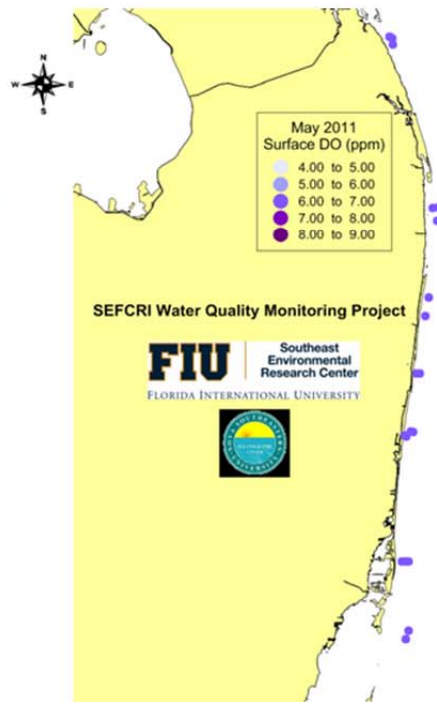 N
W E
S
May 2011
Surface DO (ppm)
4.00 to 5.00
5.00 to 6.00
6.00 to 7.00
7.00 to 8.00
8.00 to 9.00
SEFCRI Water Quality Monitoring Project
FIU
Southeast
Environmental
Research Center
FLORIDA INTERNATIONAL UNIVERSITY